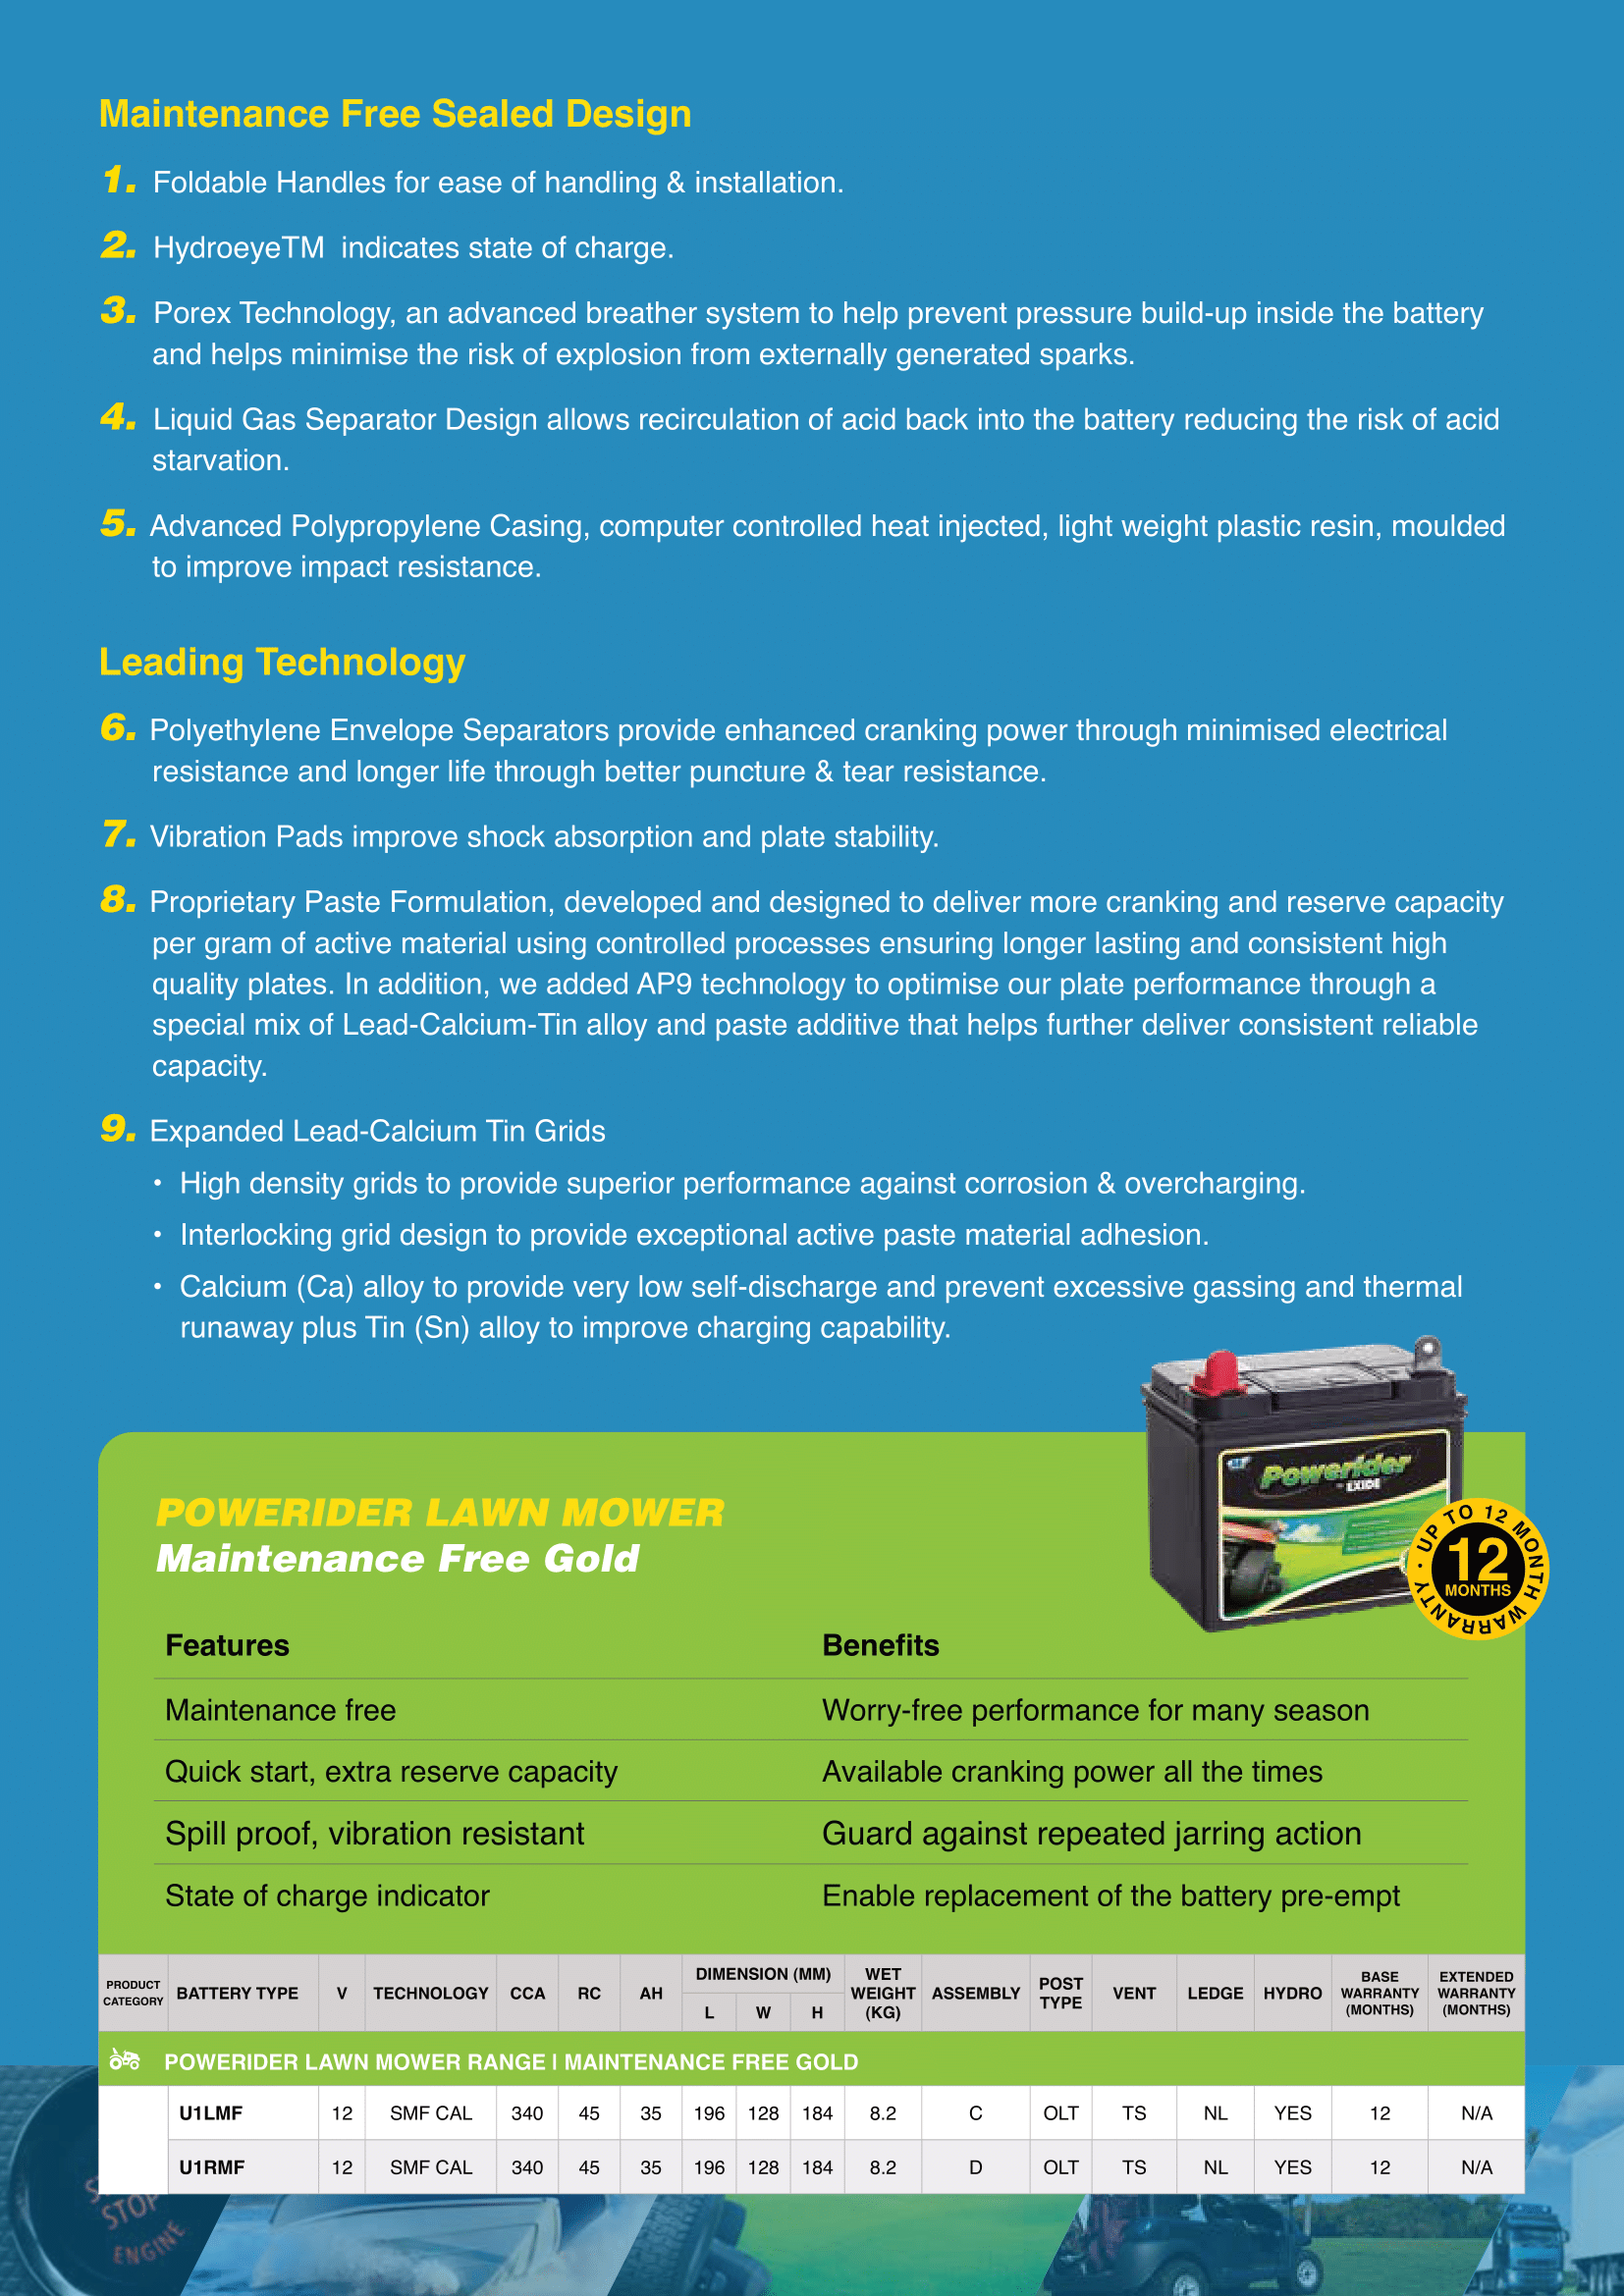 Maintenance Free Sealed Design
1. Foldable Handles for ease of handling & installation.
2. HydroeyeTM indicates state of charge.
3. Porex Technology, an advanced breather system to help prevent pressure build-up inside the battery
and helps minimise the risk of explosion from externally generated sparks.
4. Liquid Gas Separator Design allows recirculation of acid back into the battery reducing the risk of acid
starvation.
5. Advanced Polypropylene Casing, computer controlled heat injected, light weight plastic resin, moulded
to improve impact resistance.
Leading Technology
6. Polyethylene Envelope Separators provide enhanced cranking power through minimised electrical
resistance and longer life through better puncture & tear resistance.
7. Vibration Pads improve shock absorption and plate stability.
8. Proprietary Paste Formulation, developed and designed to deliver more cranking and reserve capacity
per gram of active material using controlled processes ensuring longer lasting and consistent high
quality plates. In addition, we added AP9 technology to optimise our plate performance through a
special mix of Lead-Calcium-Tin alloy and paste additive that helps further deliver consistent reliable
capacity.
9. Expanded Lead-Calcium Tin Grids
• High density grids to provide superior performance against corrosion & overcharging.
• Interlocking grid design to provide exceptional active paste material adhesion.
• Calcium (Ca) alloy to provide very low self-discharge and prevent excessive gassing and thermal
runaway plus Tin (Sn) alloy to improve charging capability.
MF Powerider
EXIDE
UP TO 12 MONTH WARRANTY •
12
MONTHS
POWERIDER LAWN MOWER
Maintenance Free Gold
Features Benefits
Maintenance free Worry-free performance for many season
Quick start, extra reserve capacity Available cranking power all the times
Spill proof, vibration resistant Guard against repeated jarring action
State of charge indicator Enable replacement of the battery pre-empt
PRODUCT CATEGORY BATTERY TYPE V TECHNOLOGY CCA RC AH DIMENSION (MM) L W H WET WEIGHT (KG) ASSEMBLY POST TYPE VENT LEDGE HYDRO BASE WARRANTY (MONTHS) EXTENDED WARRANTY (MONTHS)
POWERIDER LAWN MOWER RANGE | MAINTENANCE FREE GOLD
U1LMF 12 SMF CAL 340 45 35 196 128 184 8.2 C OLT TS NL YES 12 N/A
U1RMF 12 SMF CAL 340 45 35 196 128 184 8.2 D OLT TS NL YES 12 N/A
STOP
ENGINE